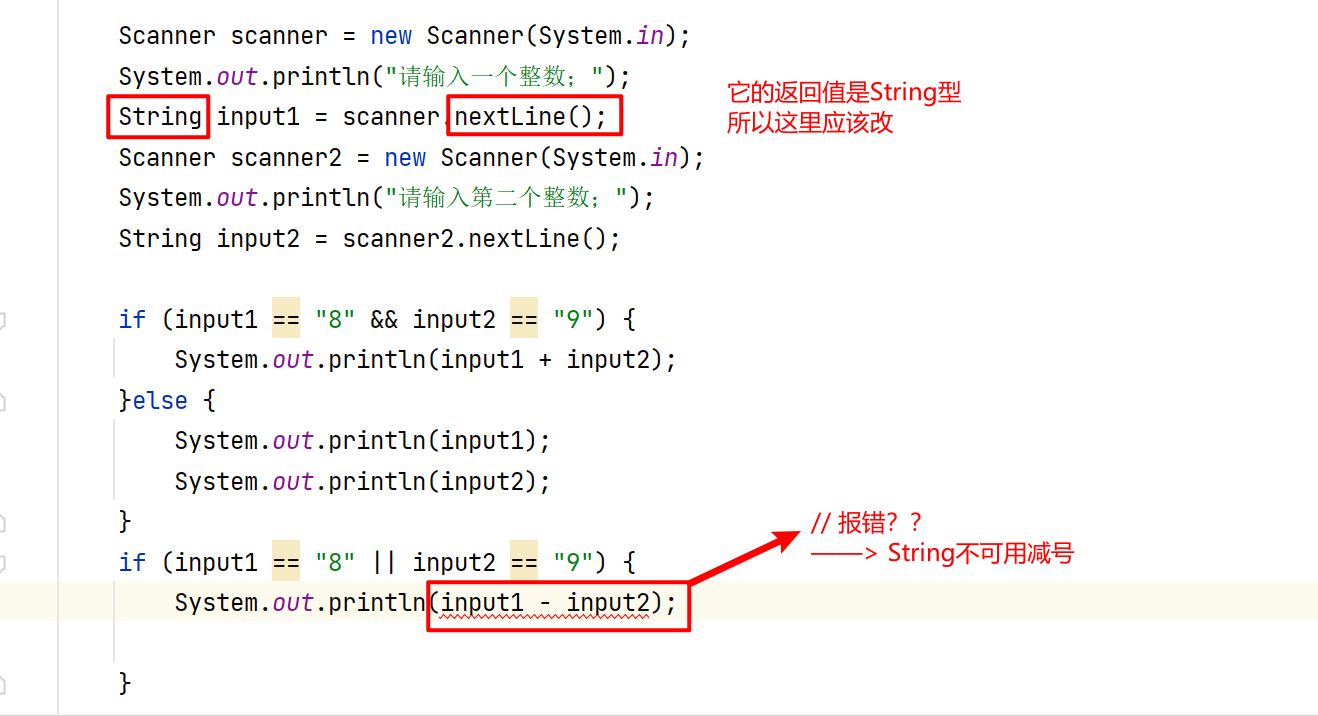 Scanner scanner = new Scanner(System.in);
System.out.println("请输入一个整数；");
String input1 = scanner.nextLine();
它的返回值是String型
所以这里应该改
Scanner scanner2 = new Scanner(System.in);
System.out.println("请输入第二个整数；");
String input2 = scanner2.nextLine();
if (input1 == "8" && input2 == "9") {
System.out.println(input1 + input2);
}else {
System.out.println(input1);
System.out.println(input2);
}
if (input1 == "8" || input2 == "9") {
// 报错？？
———> String不可用减号
System.out.println(input1 - input2);
}